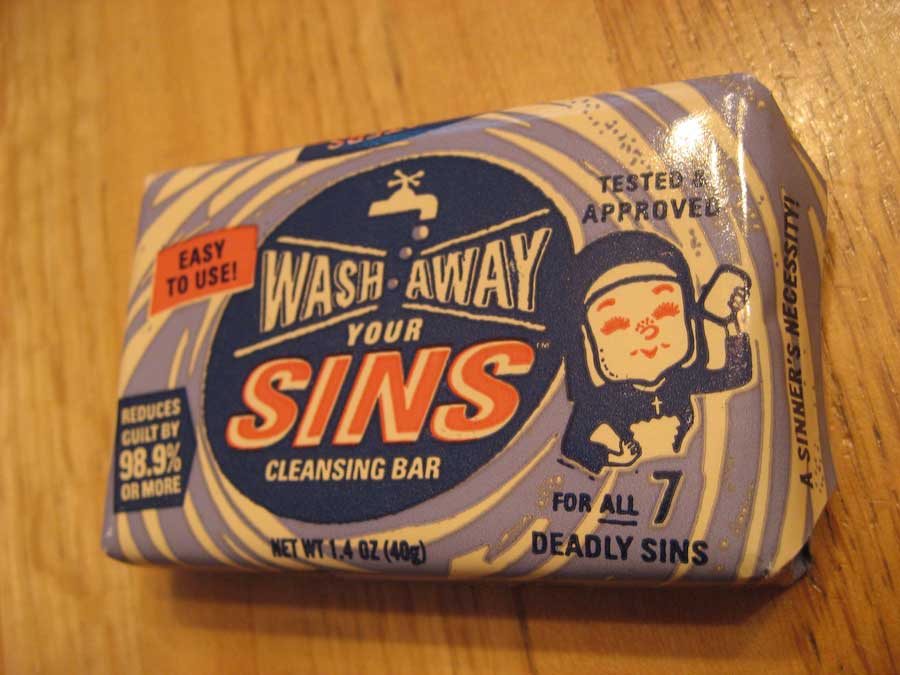 EASY
TO USE!
WASH AWAY
YOUR
SINS™
CLEANSING BAR
REDUCES
GUILT BY
98.9%
OR MORE
NET WT 1.4 OZ (40g)
TESTED &
APPROVED
FOR ALL 7
DEADLY SINS
A SINNER'S NECESSITY!